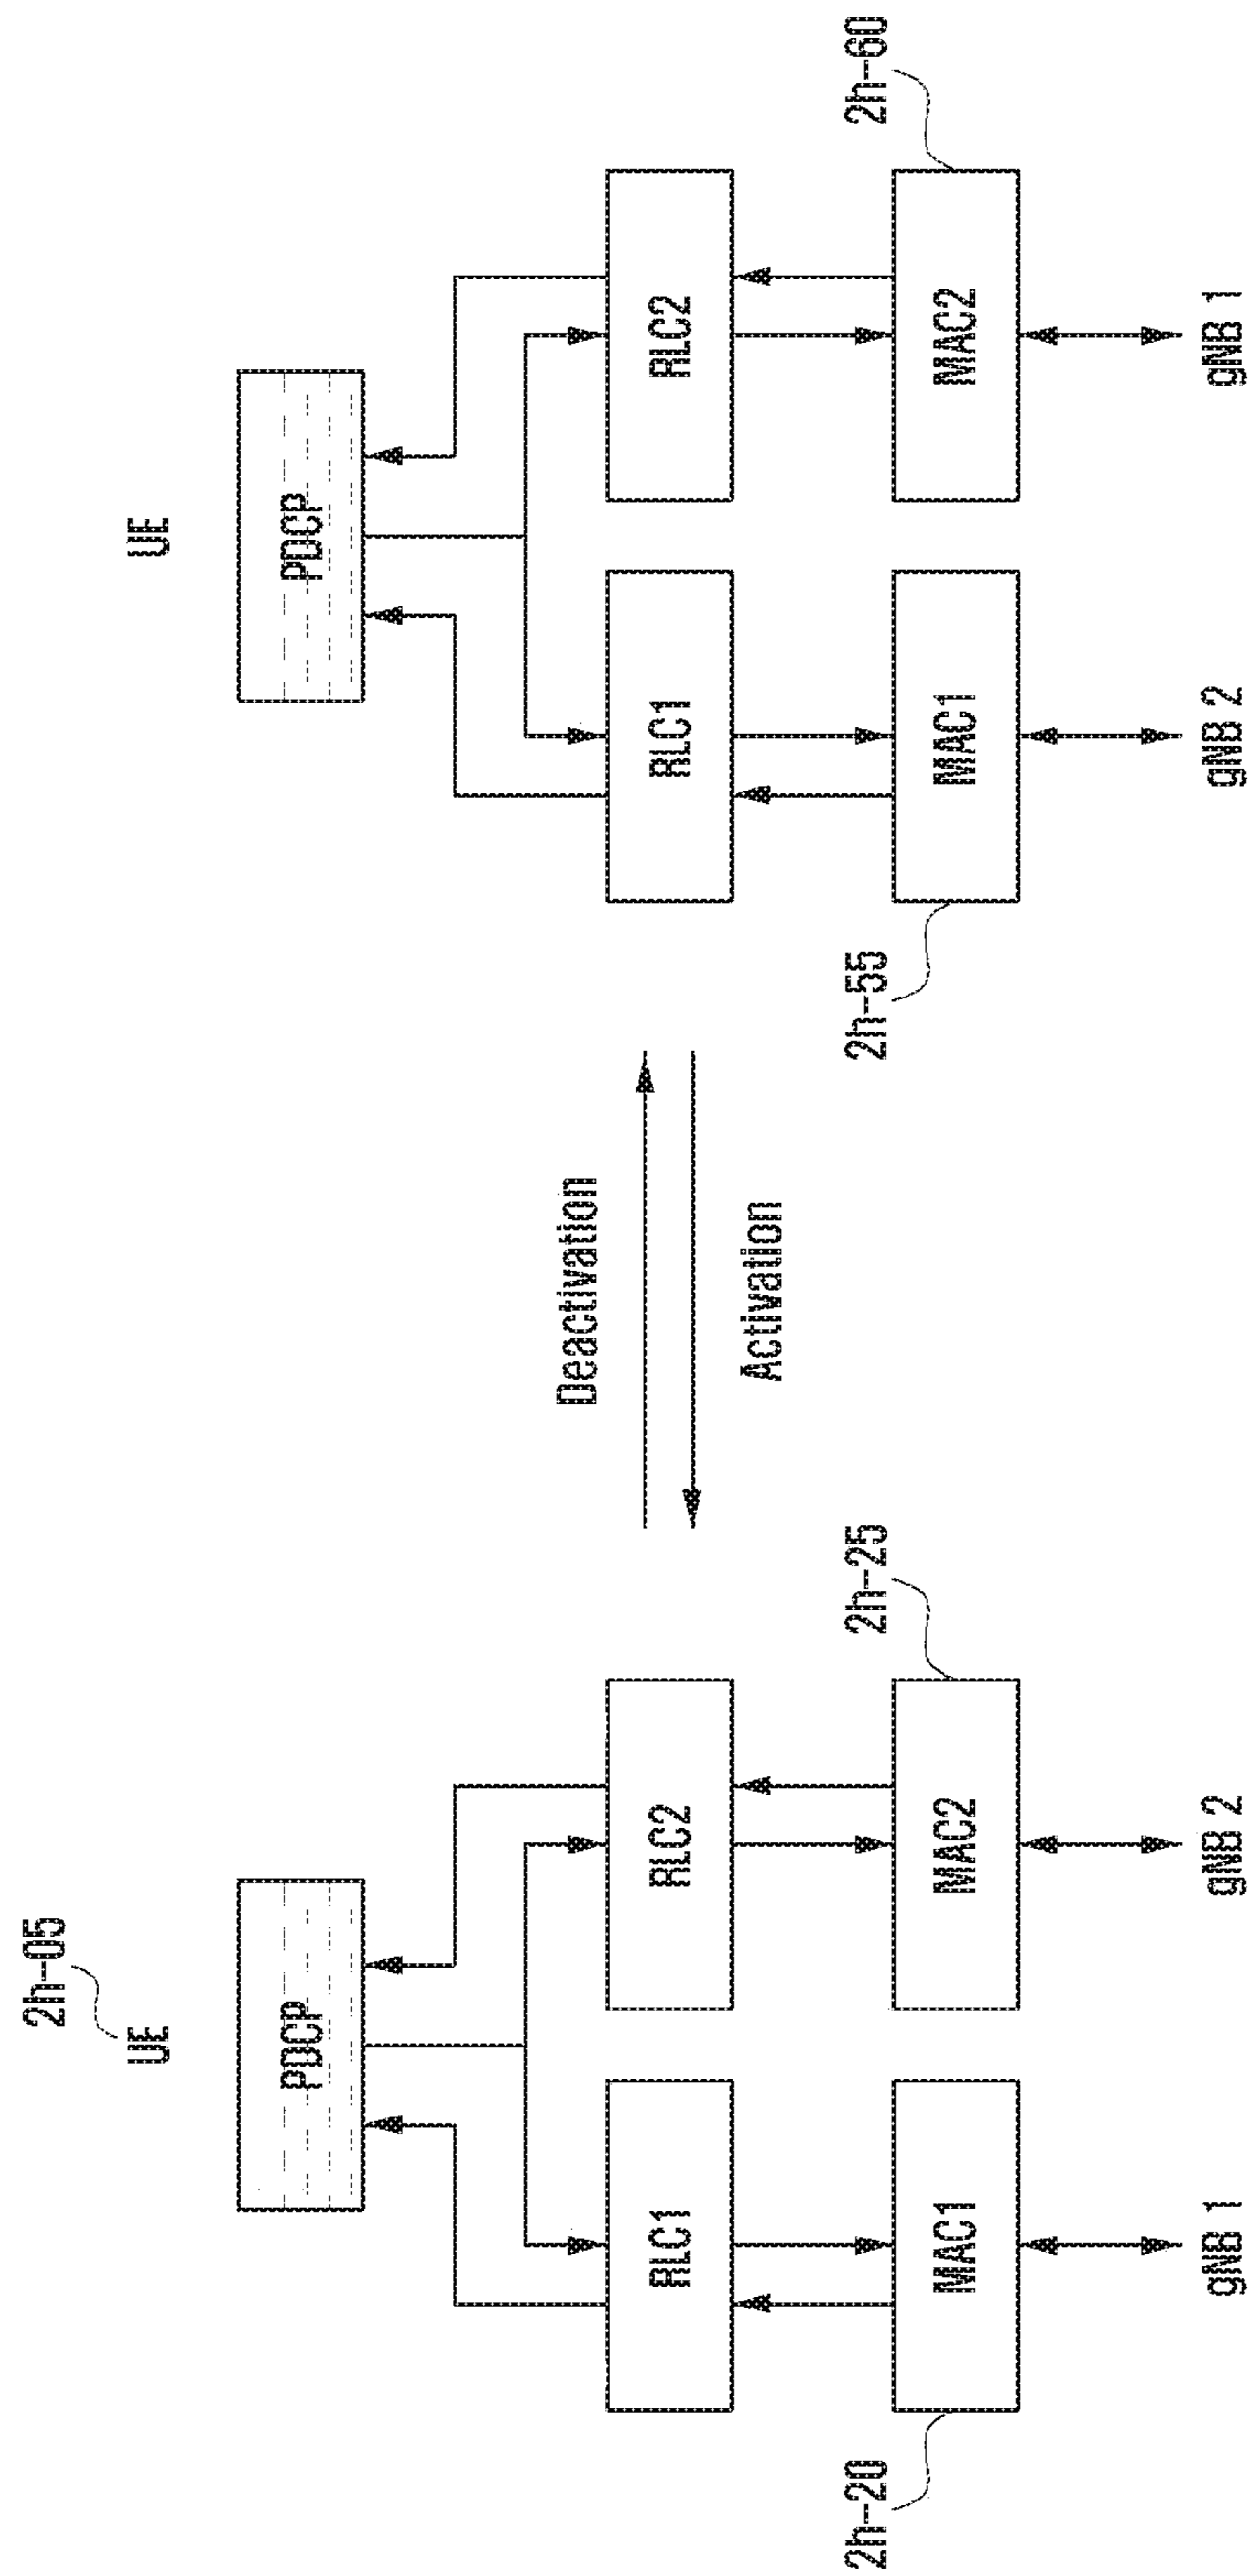 2h-05
UE
PDCP
RLC1
RLC2
MAC1
MAC2
2h-20
2h-25
gNB 1
gNB 2
Deactivation
Activation
UE
PDCP
RLC1
RLC2
MAC1
MAC2
2h-55
2h-60
gNB 2
gNB 1